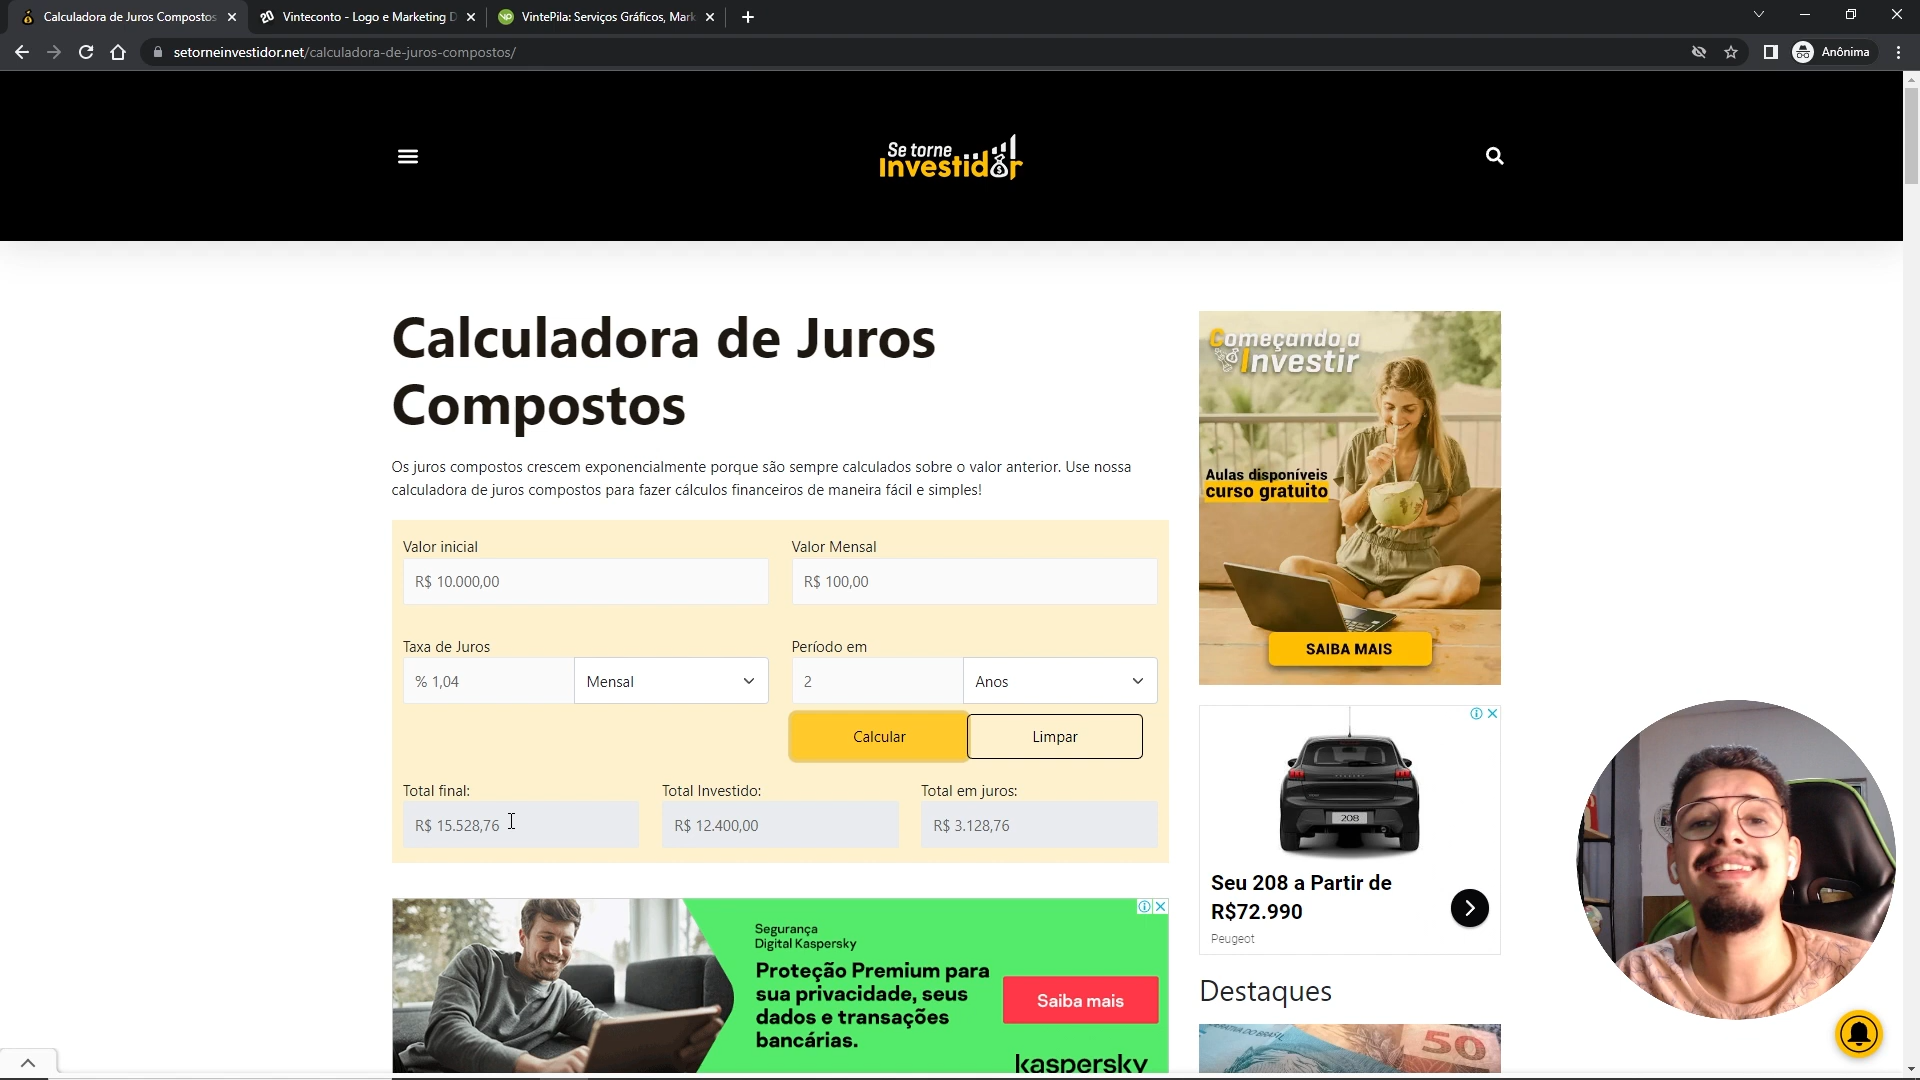 Calculadora de Juros Compostos
Vinteconto - Logo e Marketing D
VintePila: Serviços Gráficos, Mark
setorneinvestidor.net/calculadora-de-juros-compostos/
Anônima
Se torne
Investidor
Calculadora de Juros
Compostos
Os juros compostos crescem exponencialmente porque são sempre calculados sobre o valor anterior. Use nossa
calculadora de juros compostos para fazer cálculos financeiros de maneira fácil e simples!
Valor inicial
Valor Mensal
R$ 10.000,00
R$ 100,00
Taxa de Juros
Período em
% 1,04
Mensal
2
Anos
Calcular
Limpar
Total final:
Total Investido:
Total em juros:
R$ 15.528,76
R$ 12.400,00
R$ 3.128,76
Segurança
Digital Kaspersky
Proteção Premium para
sua privacidade, seus
dados e transações
bancárias.
Saiba mais
kaspersky
Começando a
Investir
Aulas disponíveis
curso gratuito
SAIBA MAIS
208
Seu 208 a Partir de
R$72.990
Peugeot
Destaques
50